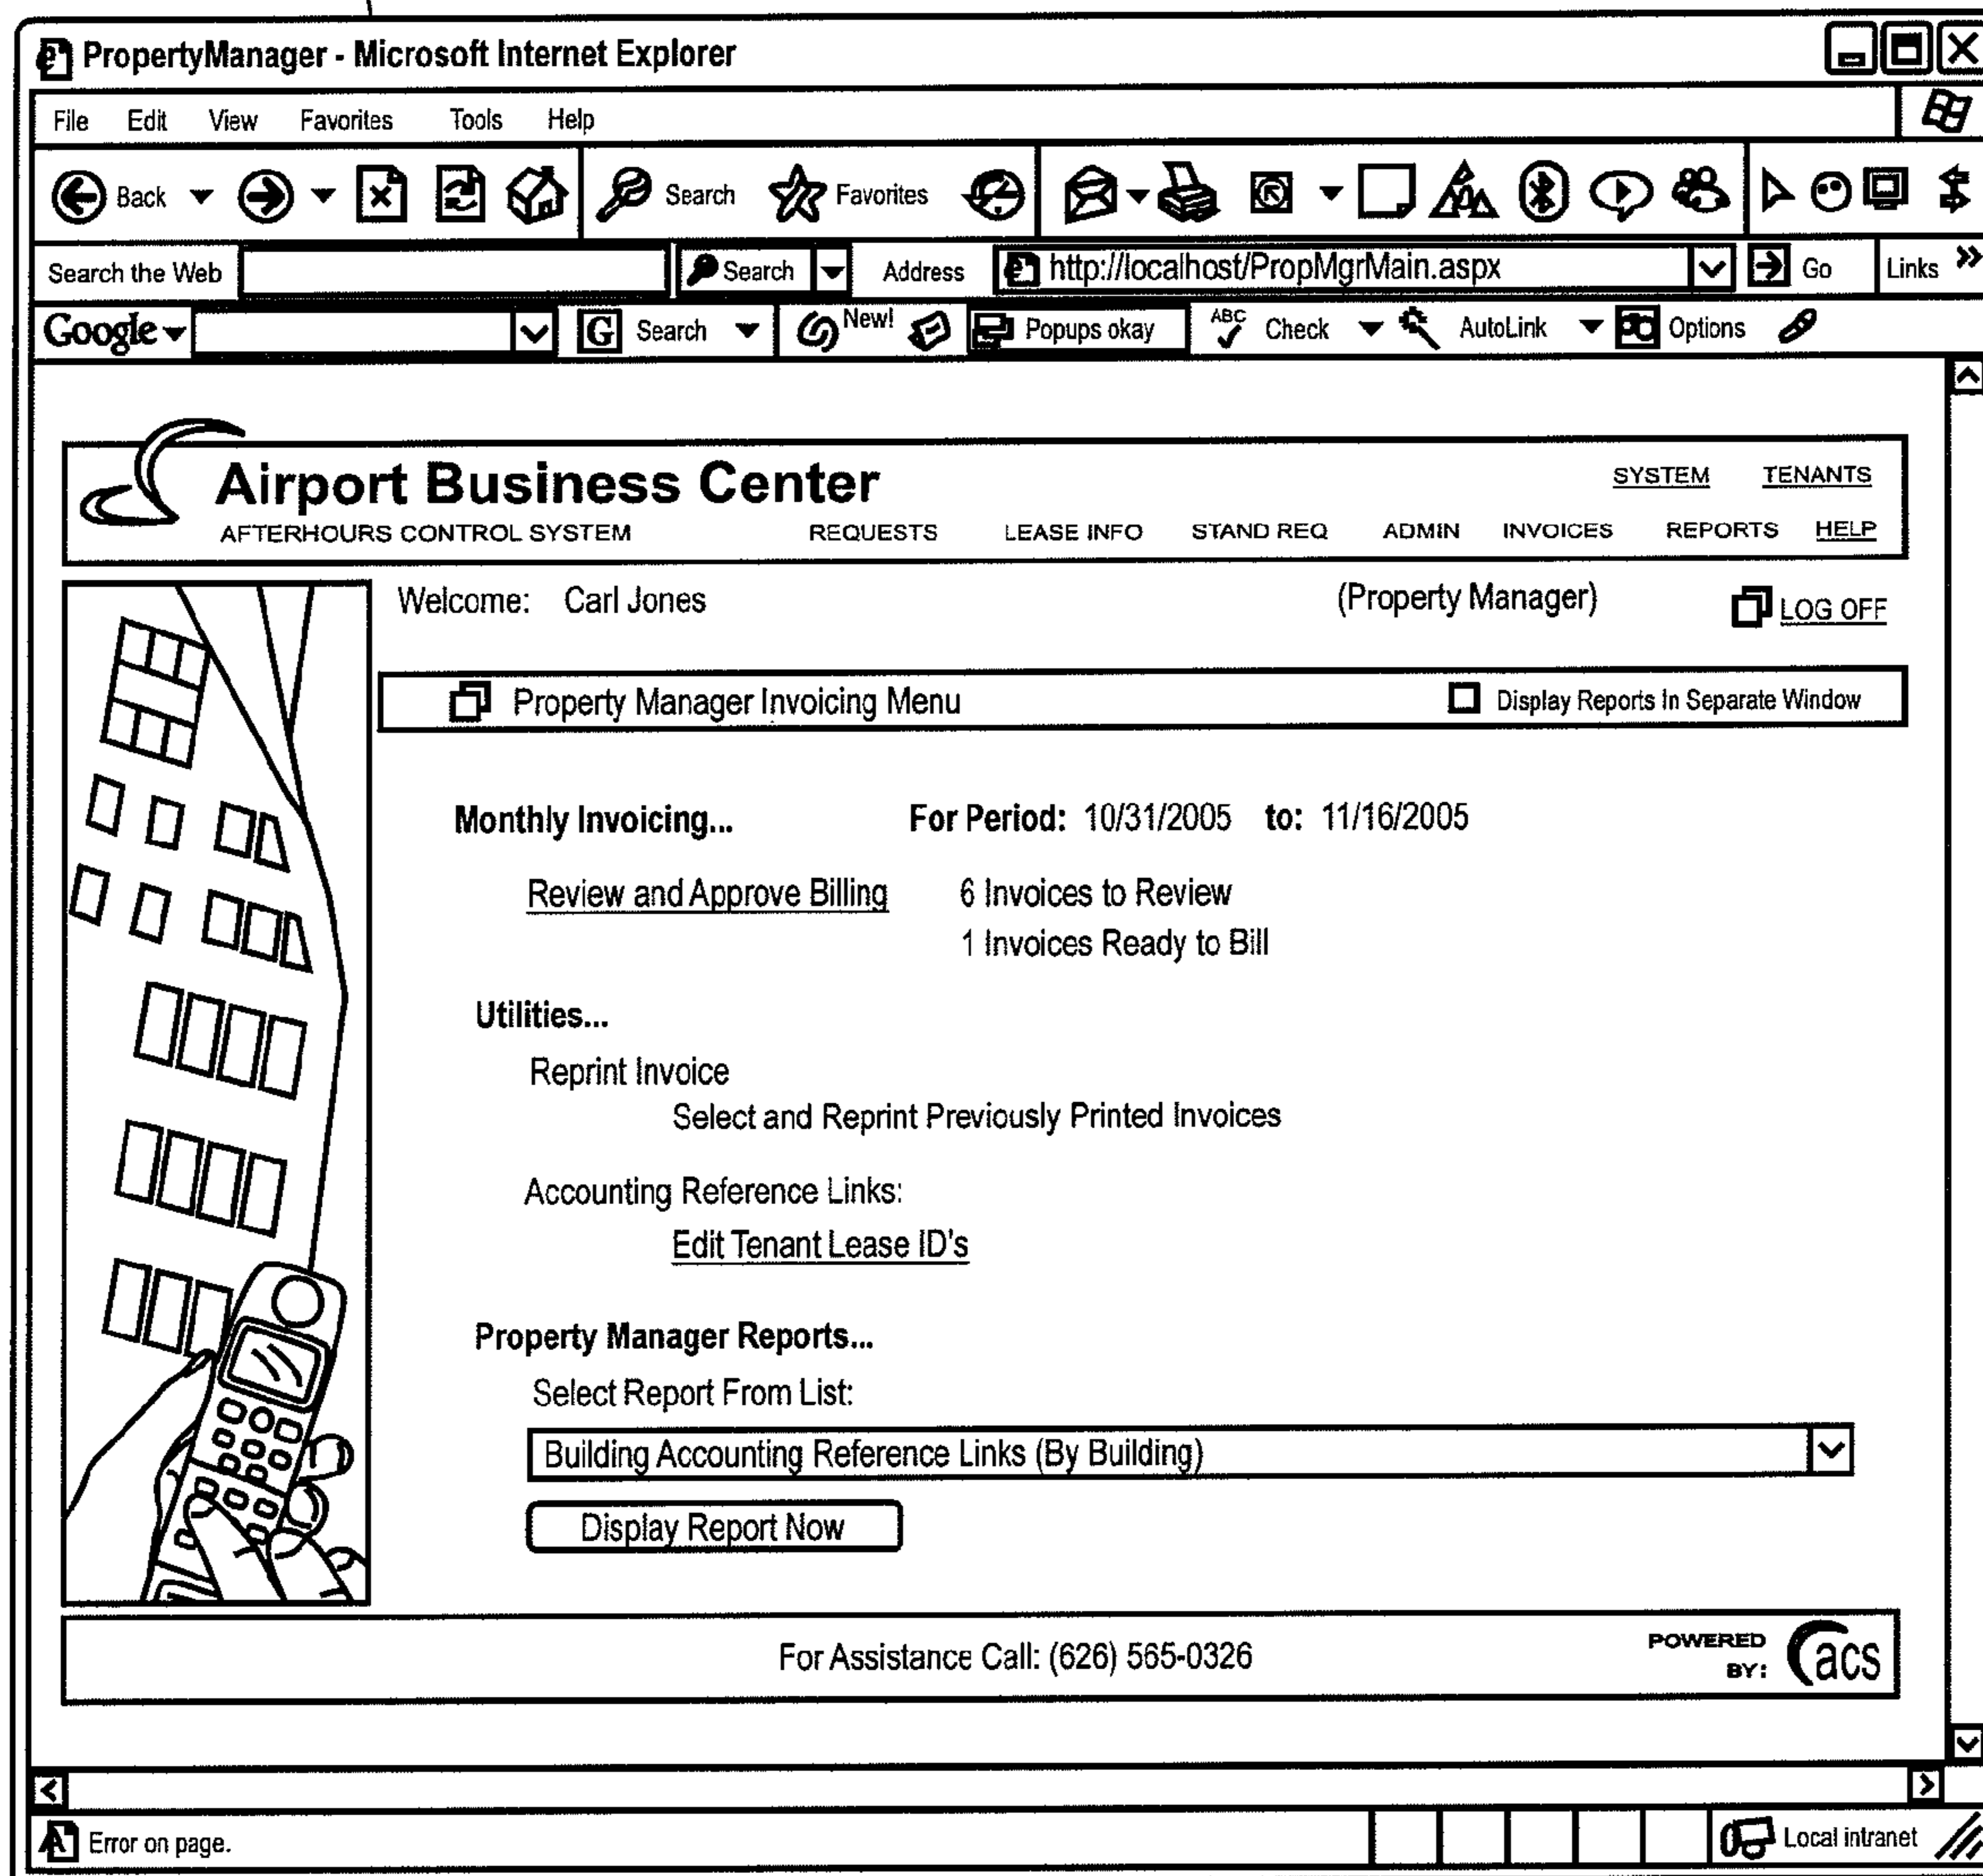 PropertyManager - Microsoft Internet Explorer
File Edit View Favorites Tools Help
Back Search Favorites
Search the Web Search Address http://localhost/PropMgrMain.aspx Go Links »
Google G Search New! Popups okay ABC Check AutoLink Options
Airport Business Center SYSTEM TENANTS
AFTERHOURS CONTROL SYSTEM REQUESTS LEASE INFO STAND REQ ADMIN INVOICES REPORTS HELP
Welcome: Carl Jones (Property Manager) LOG OFF
Property Manager Invoicing Menu Display Reports In Separate Window
Monthly Invoicing... For Period: 10/31/2005 to: 11/16/2005
Review and Approve Billing 6 Invoices to Review
1 Invoices Ready to Bill
Utilities...
Reprint Invoice
Select and Reprint Previously Printed Invoices
Accounting Reference Links:
Edit Tenant Lease ID's
Property Manager Reports...
Select Report From List:
Building Accounting Reference Links (By Building)
Display Report Now
For Assistance Call: (626) 565-0326 POWERED BY: acs
Error on page. Local intranet